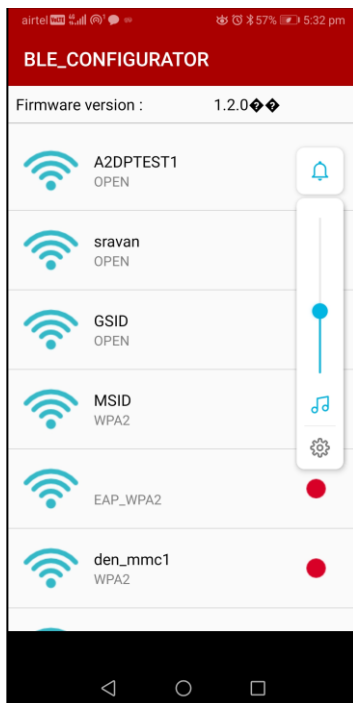 airtel 57% 5:32 pm
BLE_CONFIGURATOR
Firmware version : 1.2.0��
A2DPTEST1
OPEN
sravan
OPEN
GSID
OPEN
MSID
WPA2
EAP_WPA2
den_mmc1
WPA2